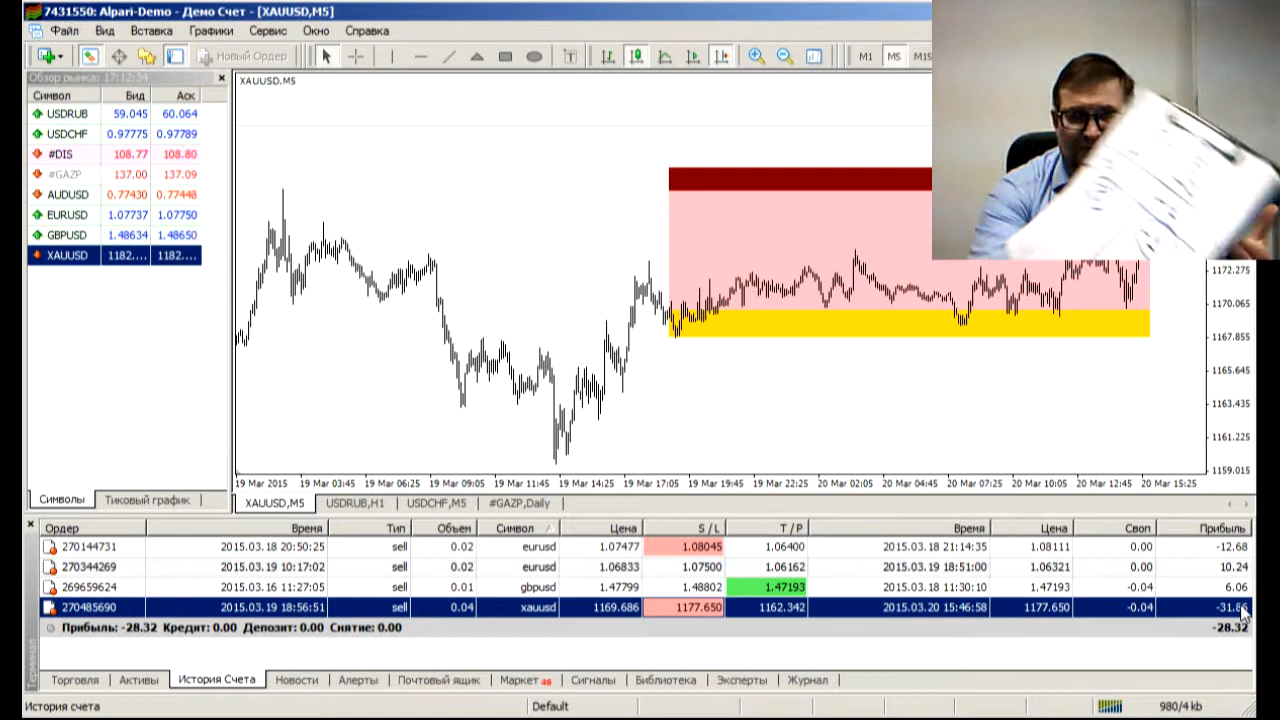 7431550: Alpari-Demo - Демо Счет - [XAUUSD,M5]
Файл Вид Вставка Графики Сервис Окно Справка
Новый Ордер M1 M5 M15
Обзор рынка: 17:12:34
Символ Бид Аск
USDRUB 59.045 60.064
USDCHF 0.97775 0.97789
#DIS 108.77 108.80
#GAZP 137.00 137.09
AUDUSD 0.77430 0.77448
EURUSD 1.07737 1.07750
GBPUSD 1.48634 1.48650
XAUUSD 1182.... 1182....
Символы Тиковый график
XAUUSD,M5
1172.275
1170.065
1167.855
1165.645
1163.435
1161.225
1159.015
19 Mar 2015 19 Mar 03:45 19 Mar 06:25 19 Mar 09:05 19 Mar 11:45 19 Mar 14:25 19 Mar 17:05 19 Mar 19:45 19 Mar 22:25 20 Mar 02:05 20 Mar 04:45 20 Mar 07:25 20 Mar 10:05 20 Mar 12:45 20 Mar 15:25
XAUUSD,M5 USDRUB,H1 USDCHF,M5 #GAZP,Daily
Ордер Время Тип Объем Символ Цена S / L T / P Время Цена Своп Прибыль
270144731 2015.03.18 20:50:25 sell 0.02 eurusd 1.07477 1.08045 1.06400 2015.03.18 21:14:35 1.08111 0.00 -12.68
270344269 2015.03.19 10:17:02 sell 0.02 eurusd 1.06833 1.07500 1.06162 2015.03.19 18:51:00 1.06321 0.00 10.24
269659624 2015.03.16 11:27:05 sell 0.01 gbpusd 1.47799 1.48802 1.47193 2015.03.18 11:30:10 1.47193 -0.04 6.06
270485690 2015.03.19 18:56:51 sell 0.04 xauusd 1169.686 1177.650 1162.342 2015.03.20 15:46:58 1177.650 -0.04 -31.86
Прибыль: -28.32 Кредит: 0.00 Депозит: 0.00 Снятие: 0.00 -28.32
Терминал
Торговля Активы История Счета Новости Алерты Почтовый ящик Маркет 48 Сигналы Библиотека Эксперты Журнал
История счета Default 980/4 kb